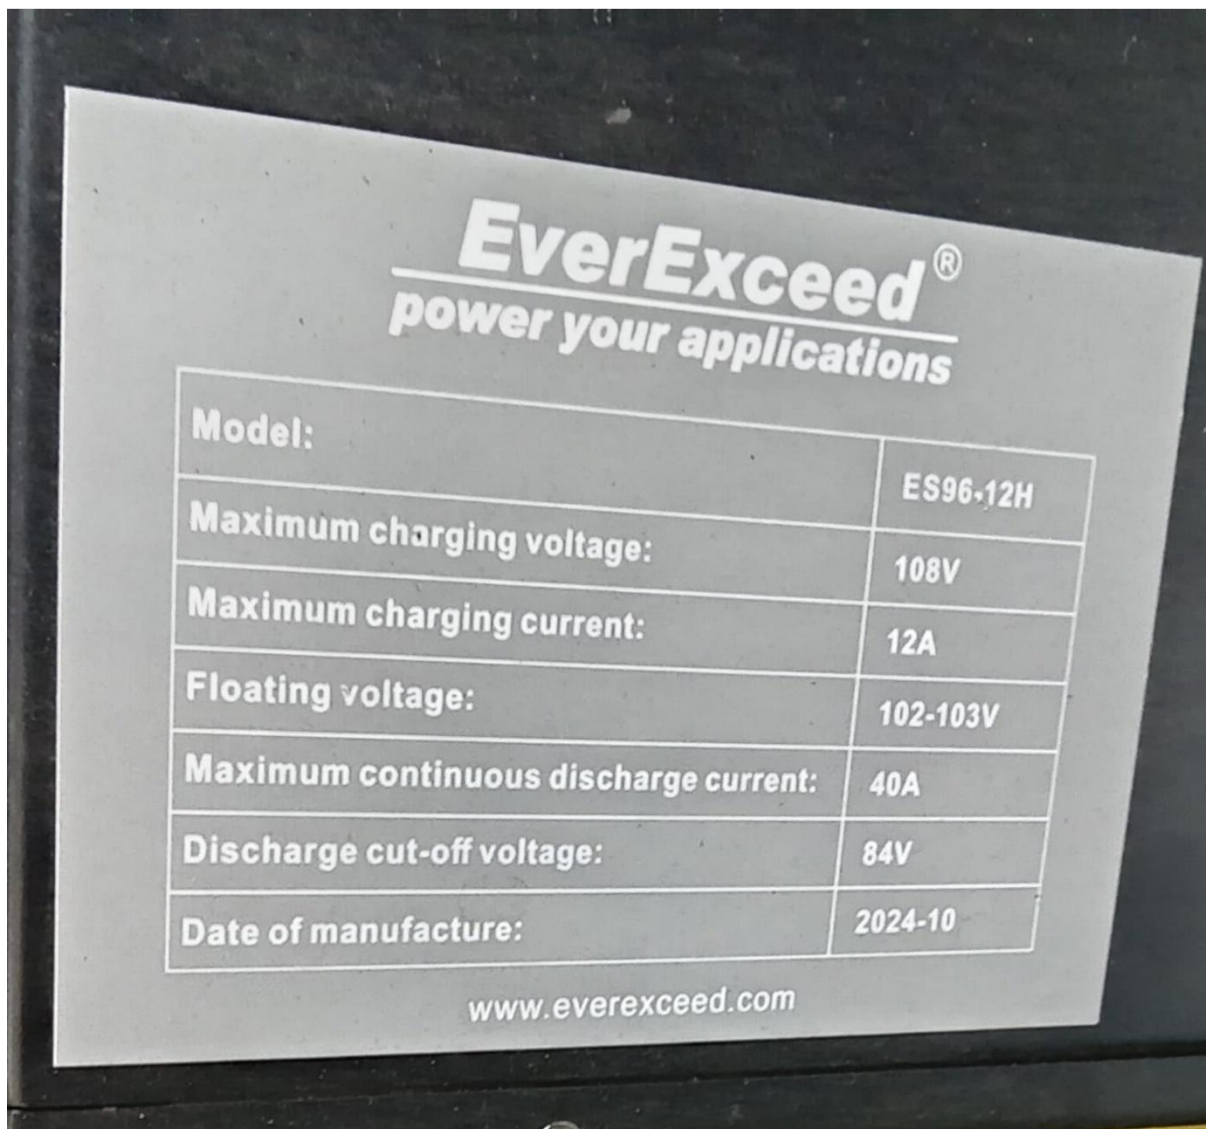 EverExceed®
power your applications
Model: ES96-12H
Maximum charging voltage: 108V
Maximum charging current: 12A
Floating voltage: 102-103V
Maximum continuous discharge current: 40A
Discharge cut-off voltage: 84V
Date of manufacture: 2024-10
www.everexceed.com